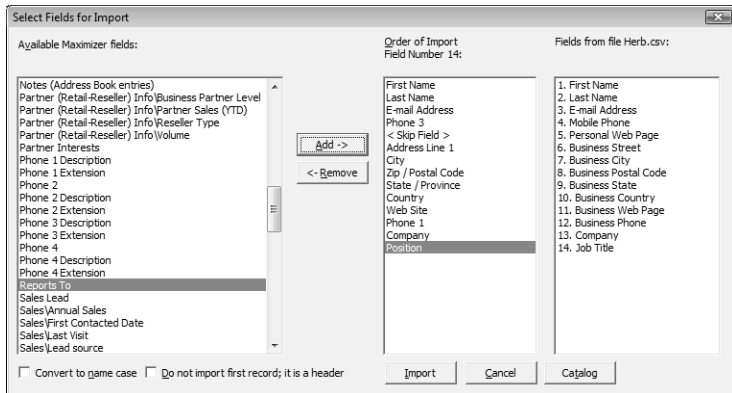 Select Fields for Import
Available Maximizer fields:
Order of Import
Field Number 14:
Fields from file Herb.csv:
Notes (Address Book entries)
Partner (Retail-Reseller) Info\Business Partner Level
Partner (Retail-Reseller) Info\Partner Sales (YTD)
Partner (Retail-Reseller) Info\Reseller Type
Partner (Retail-Reseller) Info\Volume
Partner Interests
Phone 1 Description
Phone 1 Extension
Phone 2
Phone 2 Description
Phone 2 Extension
Phone 3 Description
Phone 3 Extension
Phone 4
Phone 4 Description
Phone 4 Extension
Reports To
Sales Lead
Sales\Annual Sales
Sales\First Contacted Date
Sales\Last Visit
Sales\Lead source
Add ->
<- Remove
First Name
Last Name
E-mail Address
Phone 3
< Skip Field >
Address Line 1
City
Zip / Postal Code
State / Province
Country
Web Site
Phone 1
Company
Position
1. First Name
2. Last Name
3. E-mail Address
4. Mobile Phone
5. Personal Web Page
6. Business Street
7. Business City
8. Business Postal Code
9. Business State
10. Business Country
11. Business Web Page
12. Business Phone
13. Company
14. Job Title
Convert to name case
Do not import first record; it is a header
Import
Cancel
Catalog